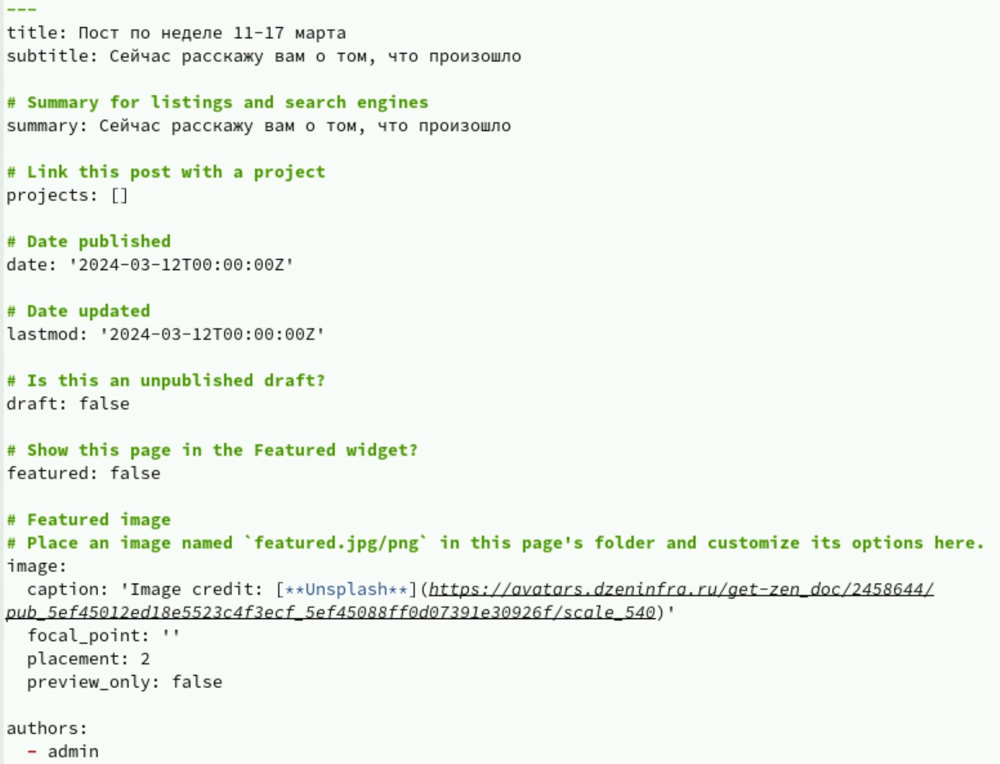 ---
title: Пост по неделе 11-17 марта
subtitle: Сейчас расскажу вам о том, что произошло
# Summary for listings and search engines
summary: Сейчас расскажу вам о том, что произошло
# Link this post with a project
projects: []
# Date published
date: '2024-03-12T00:00:00Z'
# Date updated
lastmod: '2024-03-12T00:00:00Z'
# Is this an unpublished draft?
draft: false
# Show this page in the Featured widget?
featured: false
# Featured image
# Place an image named `featured.jpg/png` in this page's folder and customize its options here.
image:
  caption: 'Image credit: [**Unsplash**](https://avatars.dzeninfra.ru/get-zen_doc/2458644/
pub_5ef45012ed18e5523c4f3ecf_5ef45088ff0d07391e30926f/scale_540)'
  focal_point: ''
  placement: 2
  preview_only: false
authors:
  - admin